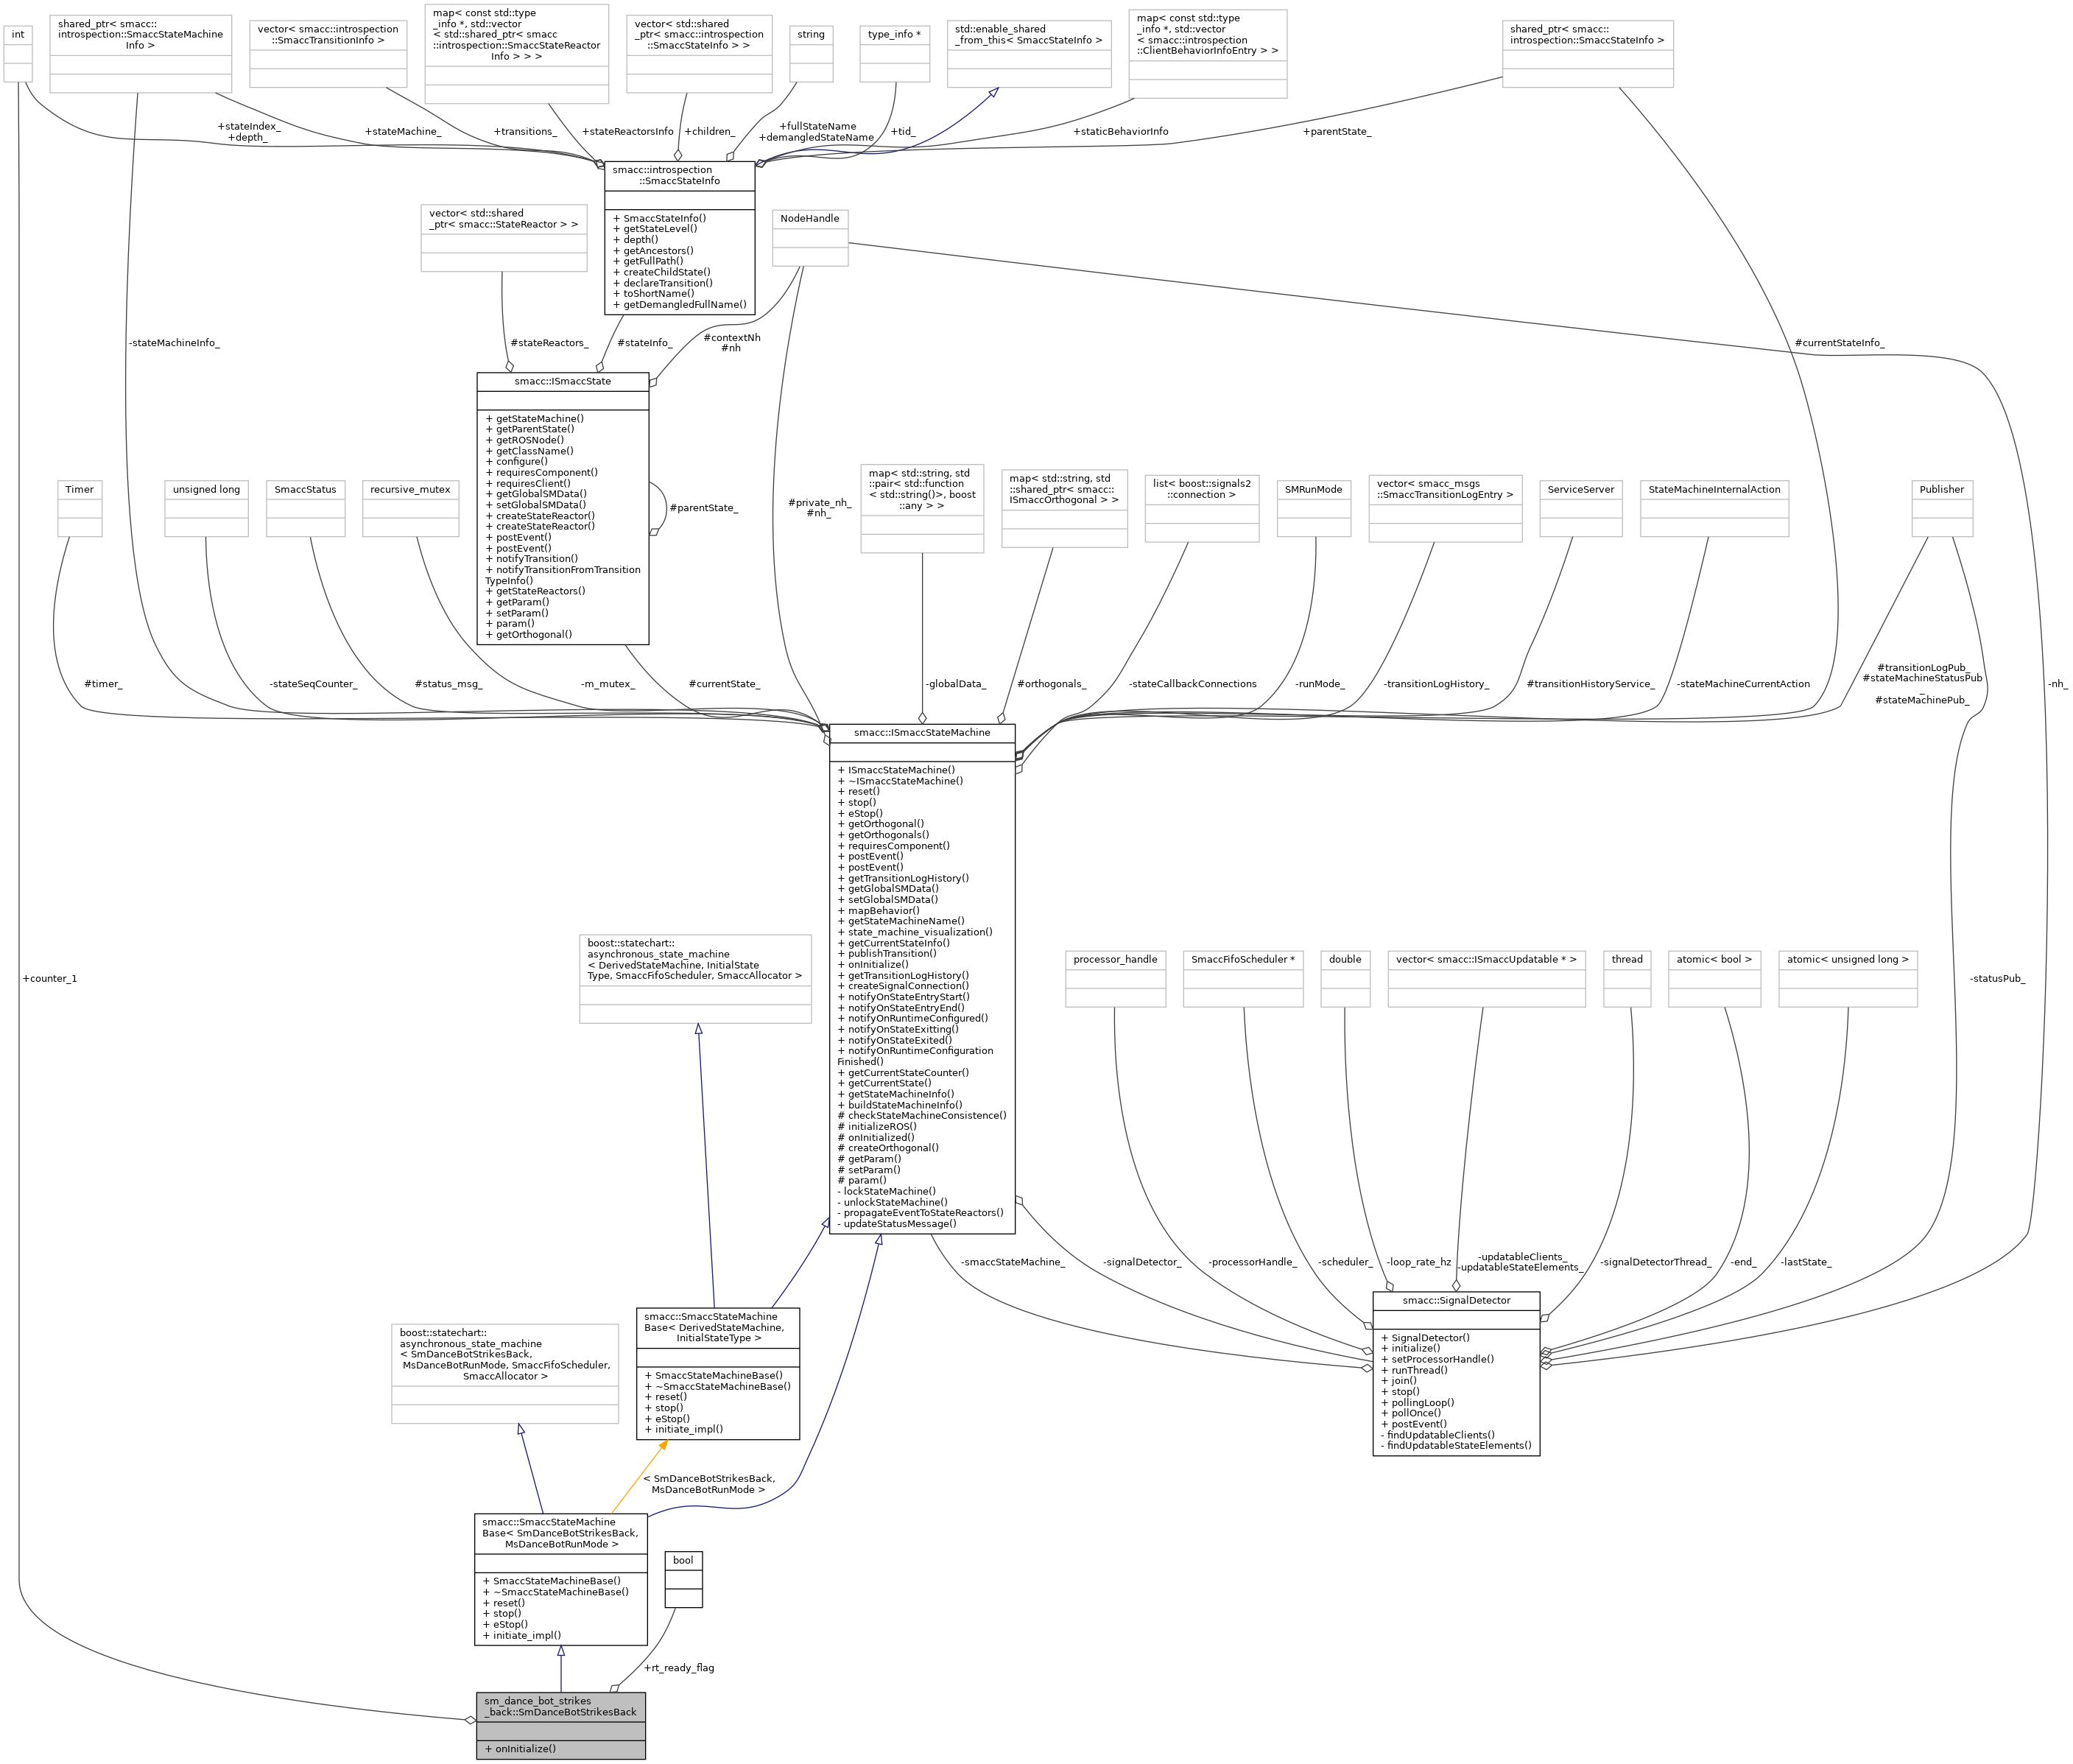 int
shared_ptr< smacc::
introspection::SmaccStateMachine
Info >
vector< smacc::introspection
::SmaccTransitionInfo >
map< const std::type
_info *, std::vector
< std::shared_ptr< smacc
::introspection::SmaccStateReactor
Info > > >
vector< std::shared
_ptr< smacc::introspection
::SmaccStateInfo > >
string
type_info *
std::enable_shared
_from_this< SmaccStateInfo >
map< const std::type
_info *, std::vector
< smacc::introspection
::ClientBehaviorInfoEntry > >
shared_ptr< smacc::
introspection::SmaccStateInfo >
+stateIndex_
+depth_
+stateMachine_
+transitions_
+stateReactorsInfo
+children_
+fullStateName
+demangledStateName
+tid_
+staticBehaviorInfo
+parentState_
smacc::introspection
::SmaccStateInfo
+ SmaccStateInfo()
+ getStateLevel()
+ depth()
+ getAncestors()
+ getFullPath()
+ createChildState()
+ declareTransition()
+ toShortName()
+ getDemangledFullName()
vector< std::shared
_ptr< smacc::StateReactor > >
NodeHandle
-stateMachineInfo_
#stateReactors_
#stateInfo_
#contextNh
#nh
#currentStateInfo_
smacc::ISmaccState
+ getStateMachine()
+ getParentState()
+ getROSNode()
+ getClassName()
+ configure()
+ requiresComponent()
+ requiresClient()
+ getGlobalSMData()
+ setGlobalSMData()
+ createStateReactor()
+ createStateReactor()
+ postEvent()
+ postEvent()
+ notifyTransition()
+ notifyTransitionFromTransition
TypeInfo()
+ getStateReactors()
+ getParam()
+ setParam()
+ param()
+ getOrthogonal()
#parentState_
#private_nh_
#nh_
Timer
unsigned long
SmaccStatus
recursive_mutex
map< std::string, std
::pair< std::function
< std::string()>, boost
::any > >
map< std::string, std
::shared_ptr< smacc::
ISmaccOrthogonal > >
list< boost::signals2
::connection >
SMRunMode
vector< smacc_msgs
::SmaccTransitionLogEntry >
ServiceServer
StateMachineInternalAction
Publisher
#timer_
-stateSeqCounter_
#status_msg_
-m_mutex_
#currentState_
-globalData_
#orthogonals_
-stateCallbackConnections
-runMode_
-transitionLogHistory_
#transitionHistoryService_
-stateMachineCurrentAction
#transitionLogPub_
#stateMachineStatusPub
_
#stateMachinePub_
-nh_
smacc::ISmaccStateMachine
+ ISmaccStateMachine()
+ ~ISmaccStateMachine()
+ reset()
+ stop()
+ eStop()
+ getOrthogonal()
+ getOrthogonals()
+ requiresComponent()
+ postEvent()
+ postEvent()
+ getTransitionLogHistory()
+ getGlobalSMData()
+ setGlobalSMData()
+ mapBehavior()
+ getStateMachineName()
+ state_machine_visualization()
+ getCurrentStateInfo()
+ publishTransition()
+ onInitialize()
+ getTransitionLogHistory()
+ createSignalConnection()
+ notifyOnStateEntryStart()
+ notifyOnStateEntryEnd()
+ notifyOnRuntimeConfigured()
+ notifyOnStateExitting()
+ notifyOnStateExited()
+ notifyOnRuntimeConfiguration
Finished()
+ getCurrentStateCounter()
+ getCurrentState()
+ getStateMachineInfo()
+ buildStateMachineInfo()
# checkStateMachineConsistence()
# initializeROS()
# onInitialized()
# createOrthogonal()
# getParam()
# setParam()
# param()
- lockStateMachine()
- unlockStateMachine()
- propagateEventToStateReactors()
- updateStatusMessage()
boost::statechart::
asynchronous_state_machine
< DerivedStateMachine, InitialState
Type, SmaccFifoScheduler, SmaccAllocator >
processor_handle
SmaccFifoScheduler *
double
vector< smacc::ISmaccUpdatable * >
thread
atomic< bool >
atomic< unsigned long >
+counter_1
-statusPub_
-smaccStateMachine_
-signalDetector_
-processorHandle_
-scheduler_
-loop_rate_hz
-updatableClients_
-updatableStateElements_
-signalDetectorThread_
-end_
-lastState_
smacc::SignalDetector
+ SignalDetector()
+ initialize()
+ setProcessorHandle()
+ runThread()
+ join()
+ stop()
+ pollingLoop()
+ pollOnce()
+ postEvent()
- findUpdatableClients()
- findUpdatableStateElements()
boost::statechart::
asynchronous_state_machine
< SmDanceBotStrikesBack,
MsDanceBotRunMode, SmaccFifoScheduler,
SmaccAllocator >
smacc::SmaccStateMachine
Base< DerivedStateMachine,
InitialStateType >
+ SmaccStateMachineBase()
+ ~SmaccStateMachineBase()
+ reset()
+ stop()
+ eStop()
+ initiate_impl()
< SmDanceBotStrikesBack,
MsDanceBotRunMode >
smacc::SmaccStateMachine
Base< SmDanceBotStrikesBack,
MsDanceBotRunMode >
+ SmaccStateMachineBase()
+ ~SmaccStateMachineBase()
+ reset()
+ stop()
+ eStop()
+ initiate_impl()
bool
+rt_ready_flag
sm_dance_bot_strikes
_back::SmDanceBotStrikesBack
+ onInitialize()